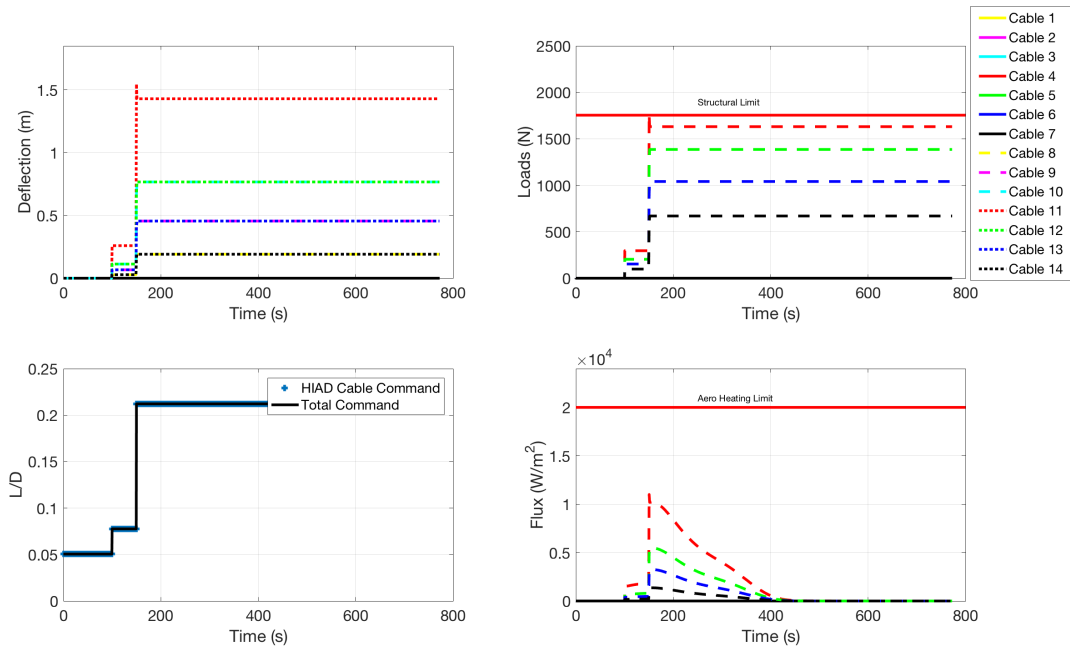 1.5
1
0.5
0
0
200
400
600
800
Deflection (m)
Time (s)
2500
2000
1500
1000
500
0
0
200
400
600
800
Loads (N)
Time (s)
Structural Limit
Cable 1
Cable 2
Cable 3
Cable 4
Cable 5
Cable 6
Cable 7
Cable 8
Cable 9
Cable 10
Cable 11
Cable 12
Cable 13
Cable 14
0.25
0.2
0.15
0.1
0.05
0
0
200
400
600
800
L/D
Time (s)
HIAD Cable Command
Total Command
×10⁴
2
1.5
1
0.5
0
0
200
400
600
800
Flux (W/m²)
Time (s)
Aero Heating Limit